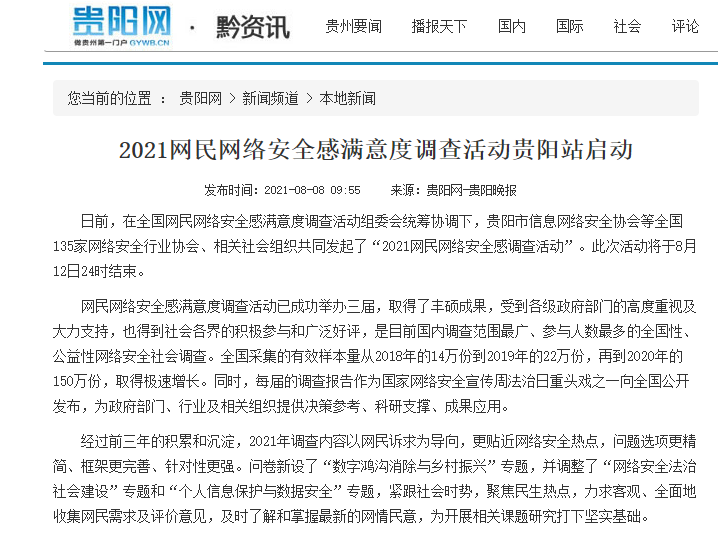 贵阳网 · 黔资讯 贵州要闻 播报天下 国内 国际 社会 评论
做贵州第一门户 GYWB.CN
您当前的位置 ： 贵阳网 > 新闻频道 > 本地新闻
2021网民网络安全感满意度调查活动贵阳站启动
发布时间：2021-08-08 09:55 来源：贵阳网-贵阳晚报
日前，在全国网民网络安全感满意度调查活动组委会统筹协调下，贵阳市信息网络安全协会等全国
135家网络安全行业协会、相关社会组织共同发起了“2021网民网络安全感调查活动”。此次活动将于8月
12日24时结束。
网民网络安全感满意度调查活动已成功举办三届，取得了丰硕成果，受到各级政府部门的高度重视及
大力支持，也得到社会各界的积极参与和广泛好评，是目前国内调查范围最广、参与人数最多的全国性、
公益性网络安全社会调查。全国采集的有效样本量从2018年的14万份到2019年的22万份，再到2020年的
150万份，取得极速增长。同时，每届的调查报告作为国家网络安全宣传周法治日重头戏之一向全国公开
发布，为政府部门、行业及相关组织提供决策参考、科研支撑、成果应用。
经过前三年的积累和沉淀，2021年调查内容以网民诉求为导向，更贴近网络安全热点，问题选项更精
简、框架更完善、针对性更强。问卷新设了“数字鸿沟消除与乡村振兴”专题，并调整了“网络安全法治
社会建设”专题和“个人信息保护与数据安全”专题，紧跟社会时势，聚焦民生热点，力求客观、全面地
收集网民需求及评价意见，及时了解和掌握最新的网情民意，为开展相关课题研究打下坚实基础。